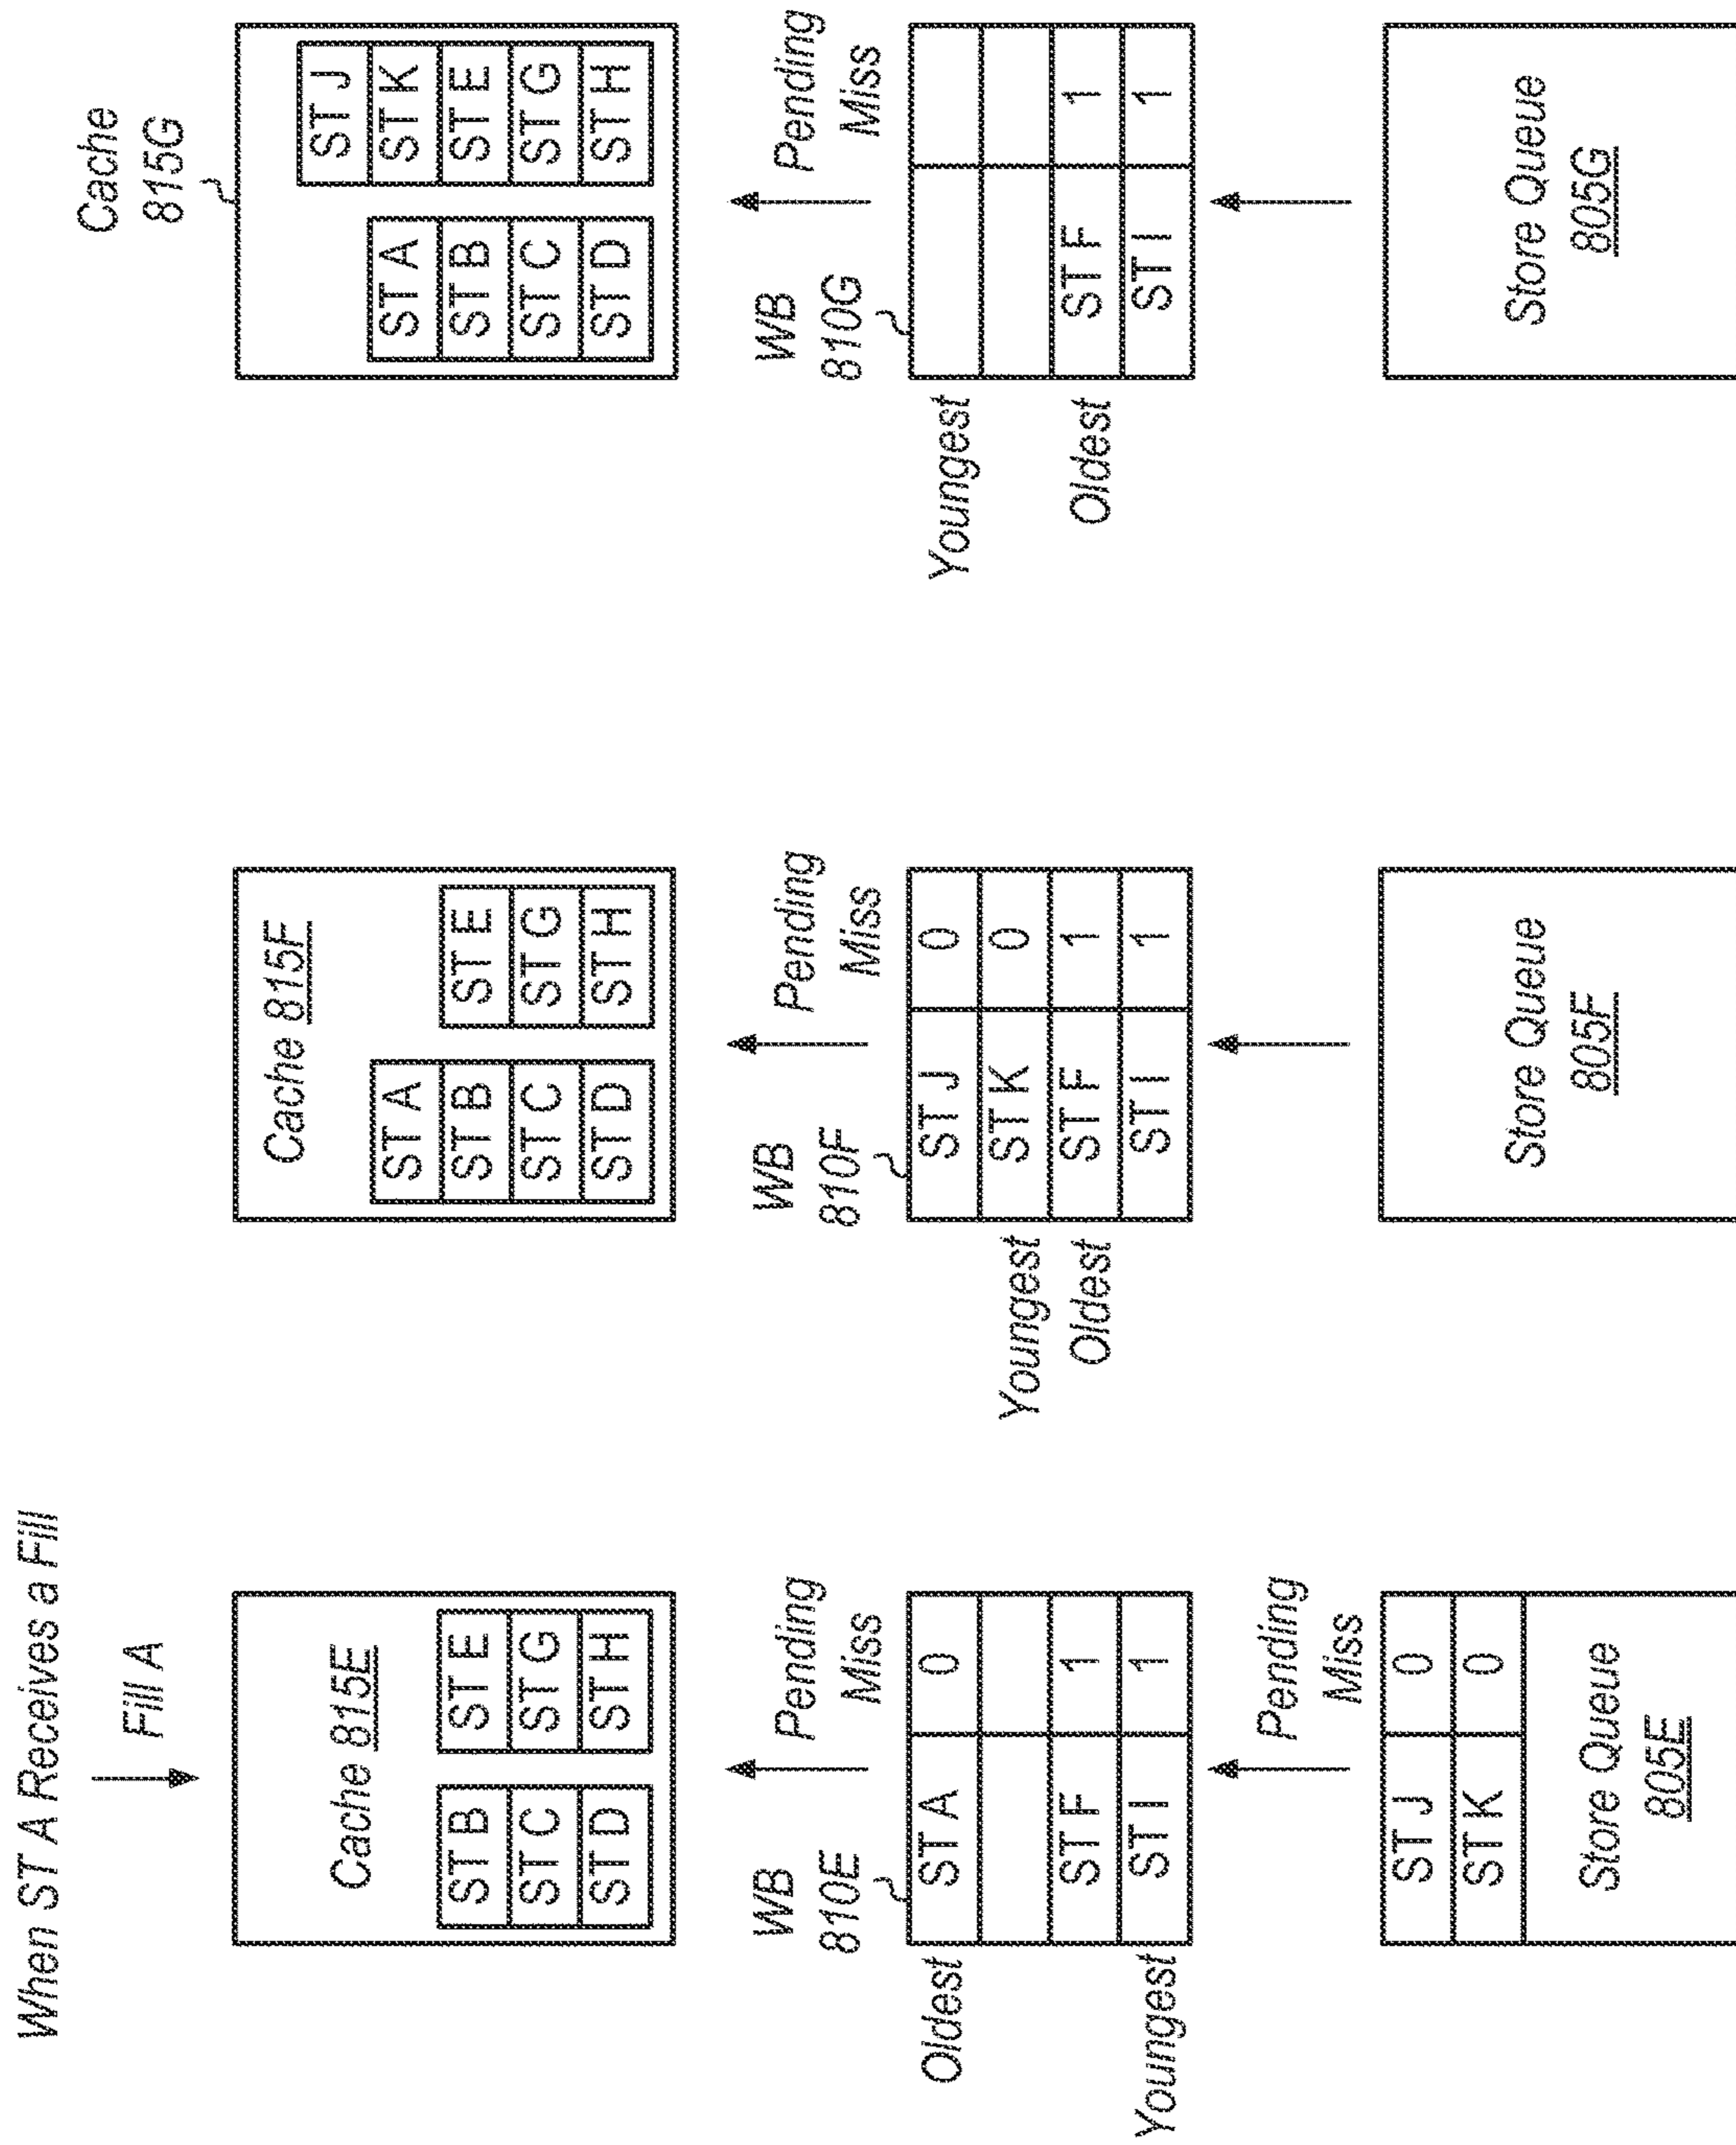 When ST A Receives a Fill
Fill A
Cache 815E
ST B ST E
ST C ST G
ST D ST H
WB
810E
Pending
Miss
Oldest ST A 0
ST F 1
Youngest ST I 1
Pending
Miss
ST J 0
ST K 0
Store Queue
805E
Cache 815F
ST A
ST B ST E
ST C ST G
ST D ST H
WB
810F
Pending
Miss
ST J 0
Youngest ST K 0
Oldest ST F 1
ST I 1
Store Queue
805F
Cache
815G
ST J
ST A ST K
ST B ST E
ST C ST G
ST D ST H
WB
810G
Pending
Miss
Youngest
Oldest ST F 1
ST I 1
Store Queue
805G